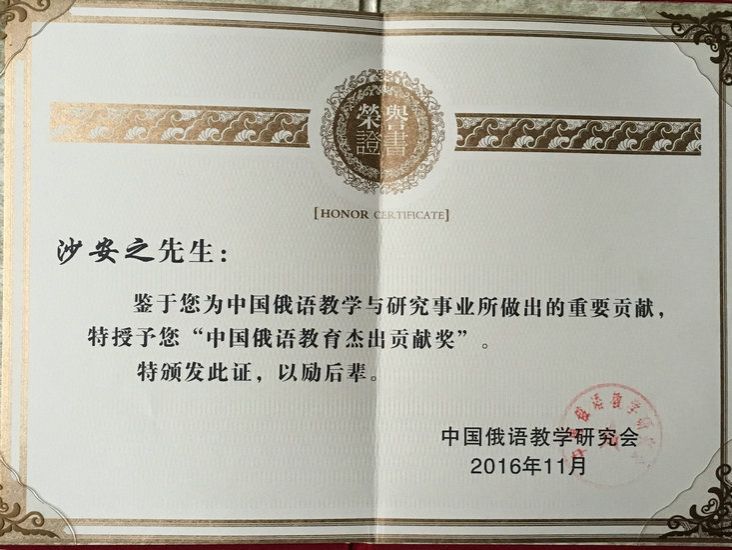 榮譽
證書
[HONOR CERTIFICATE]
沙安之先生：
鉴于您为中国俄语教学与研究事业所做出的重要贡献，
特授予您“中国俄语教育杰出贡献奖”。
特颁发此证，以励后辈。
中国俄语教学研究会
2016年11月